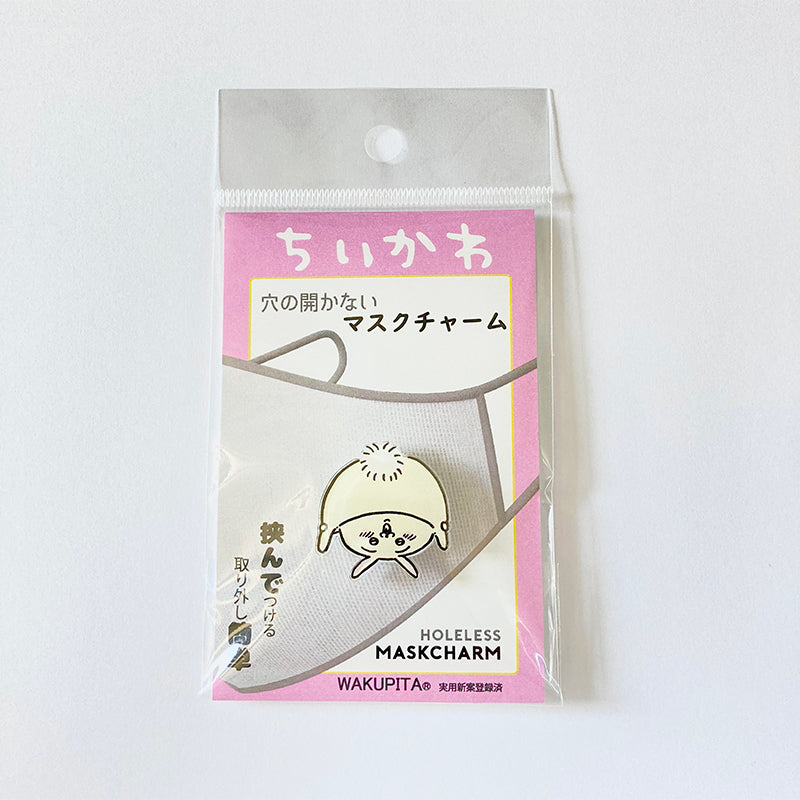 ちいかわ
穴の開かない
マスクチャーム
挟んでつける
取り外し簡単
HOLELESS
MASKCHARM
WAKUPITA® 実用新案登録済